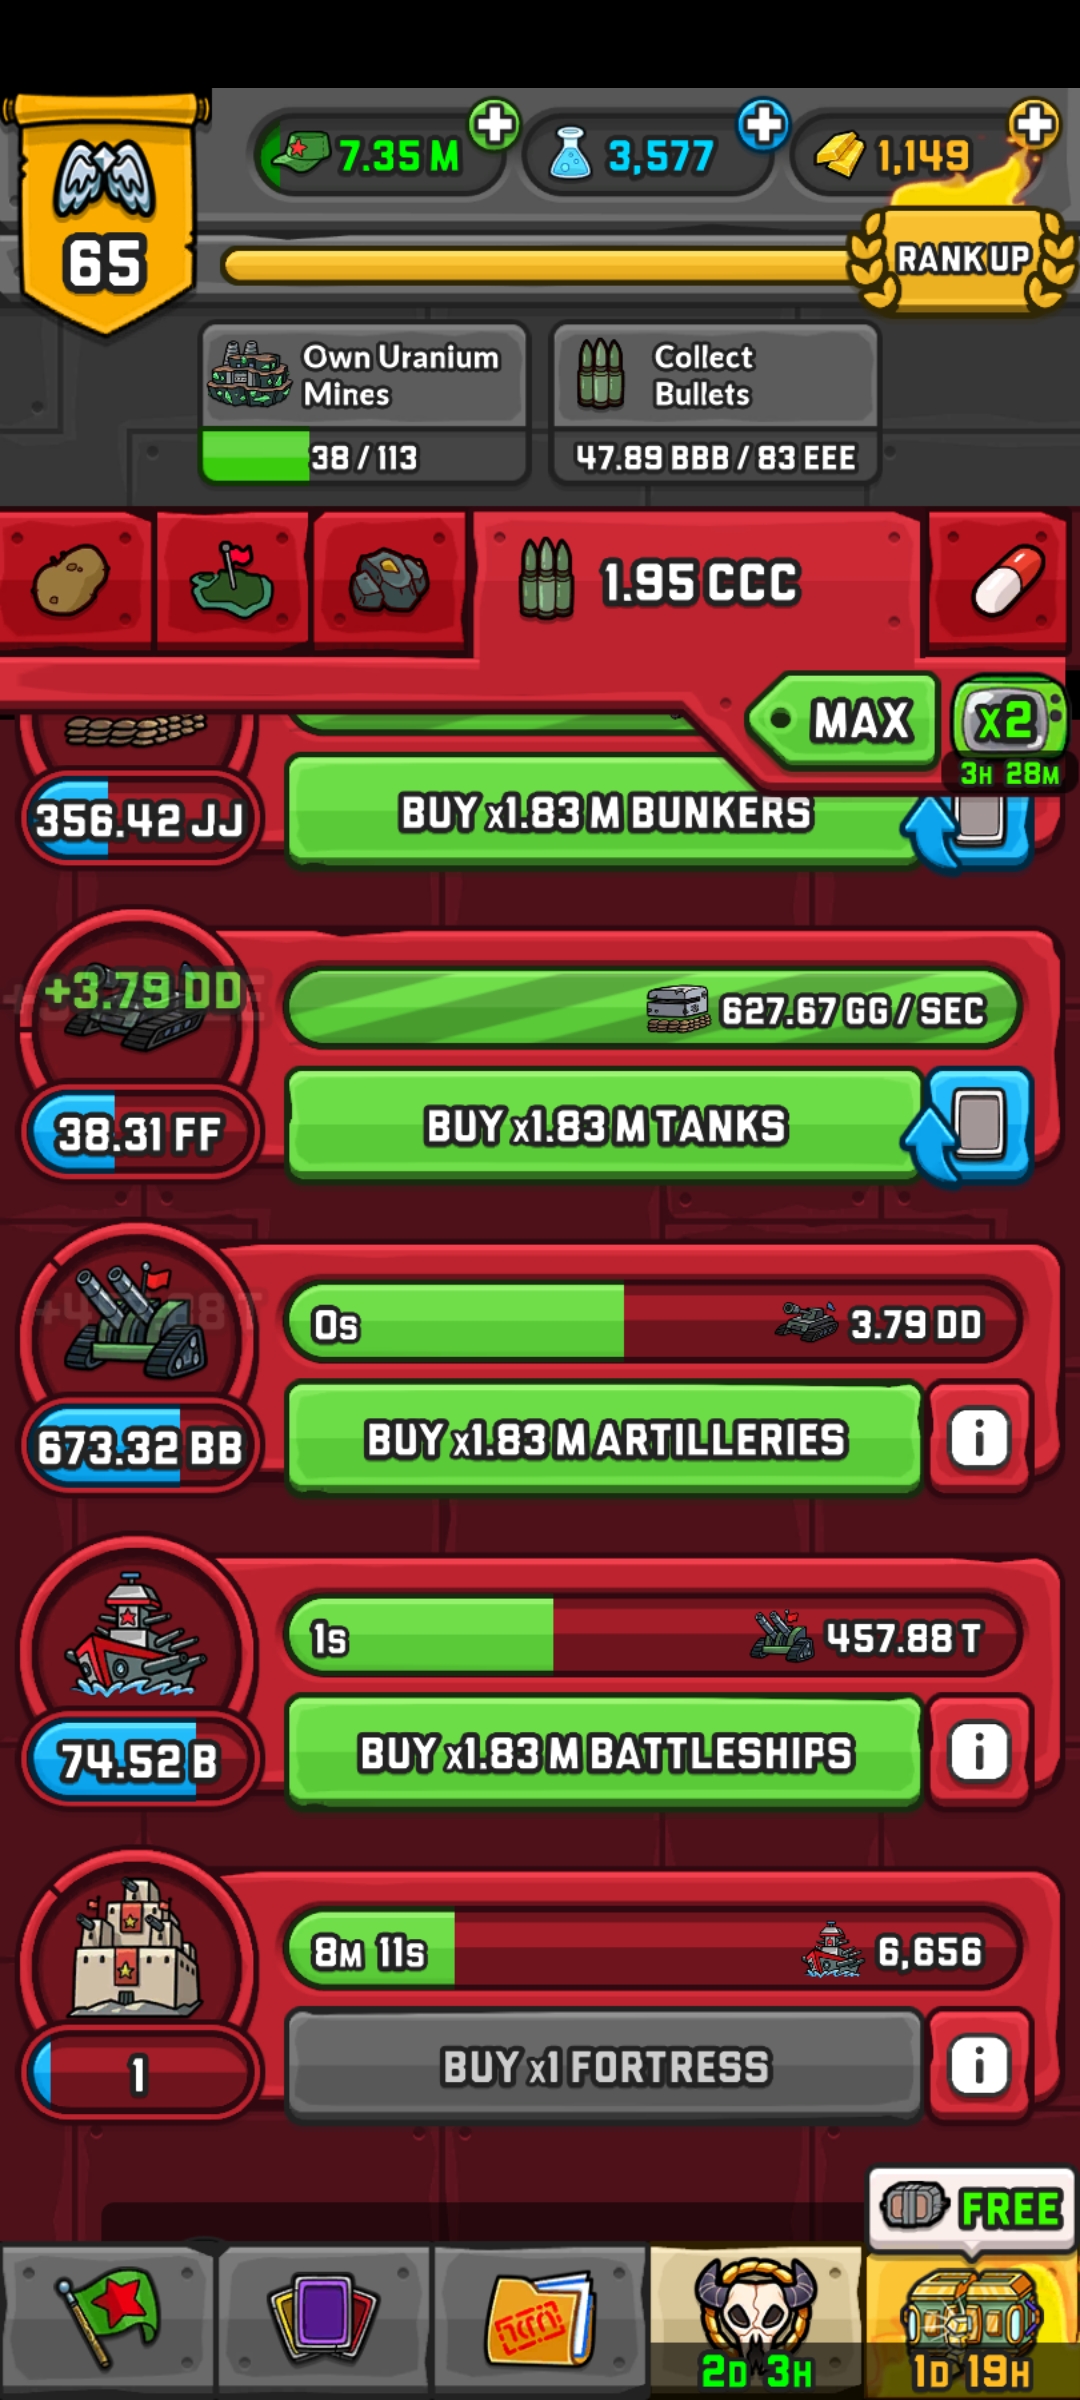 7.35 M
3,577
1,149
65
RANK UP
Own Uranium
Mines
38 / 113
Collect
Bullets
47.89 BBB / 83 EEE
1.95 CCC
MAX
x2
3H 28M
356.42 JJ
BUY x1.83 M BUNKERS
+3.79 DD
627.67 GG / SEC
38.31 FF
BUY x1.83 M TANKS
0s
3.79 DD
673.32 BB
BUY x1.83 M ARTILLERIES
1s
457.88 T
74.52 B
BUY x1.83 M BATTLESHIPS
8M 11s
6,656
1
BUY x1 FORTRESS
FREE
2D 3H
1D 19H